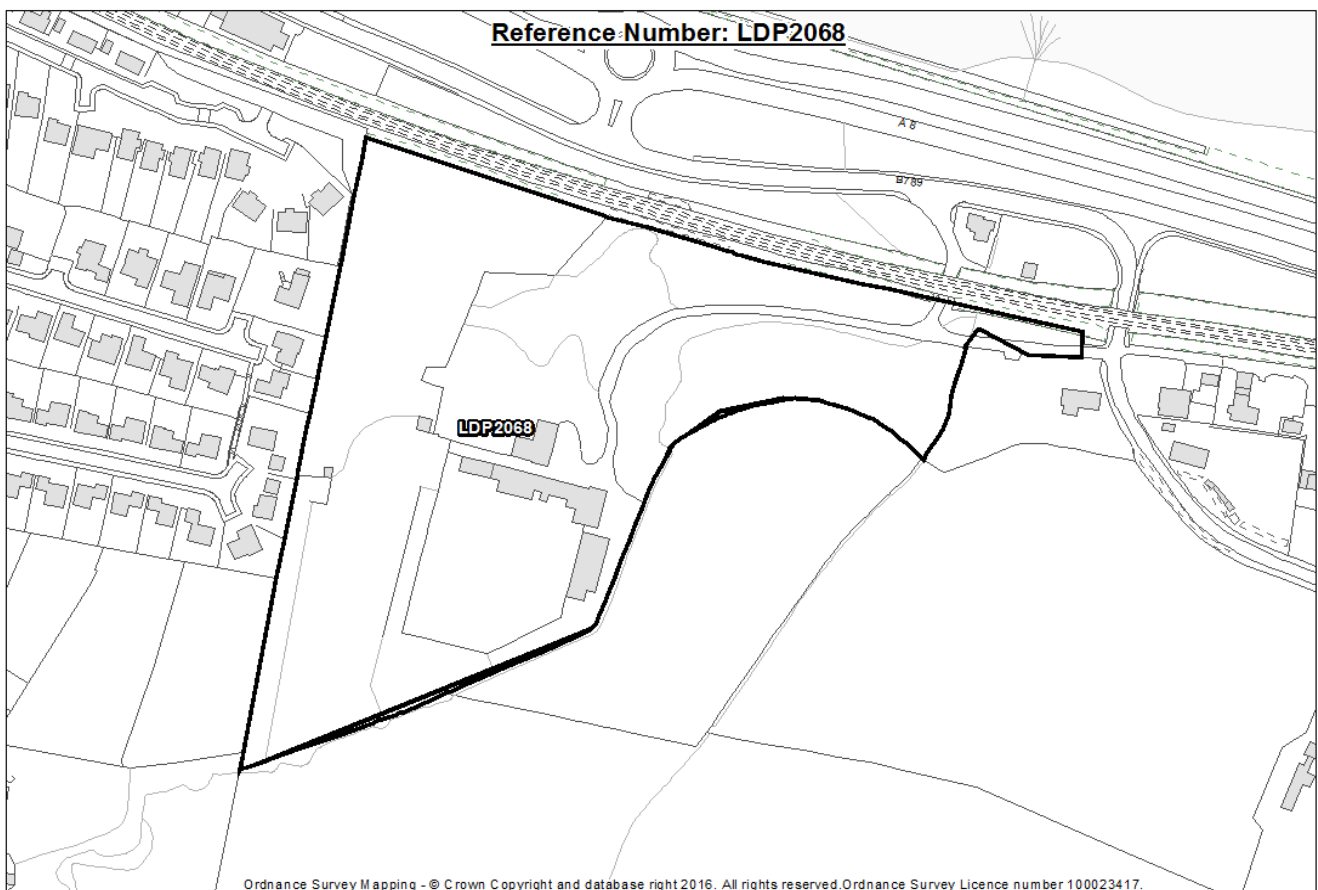 Reference Number: LDP2068
A 8
B789
LDP2068
Ordnance Survey Mapping - © Crown Copyright and database right 2016. All rights reserved.Ordnance Survey Licence number 100023417.